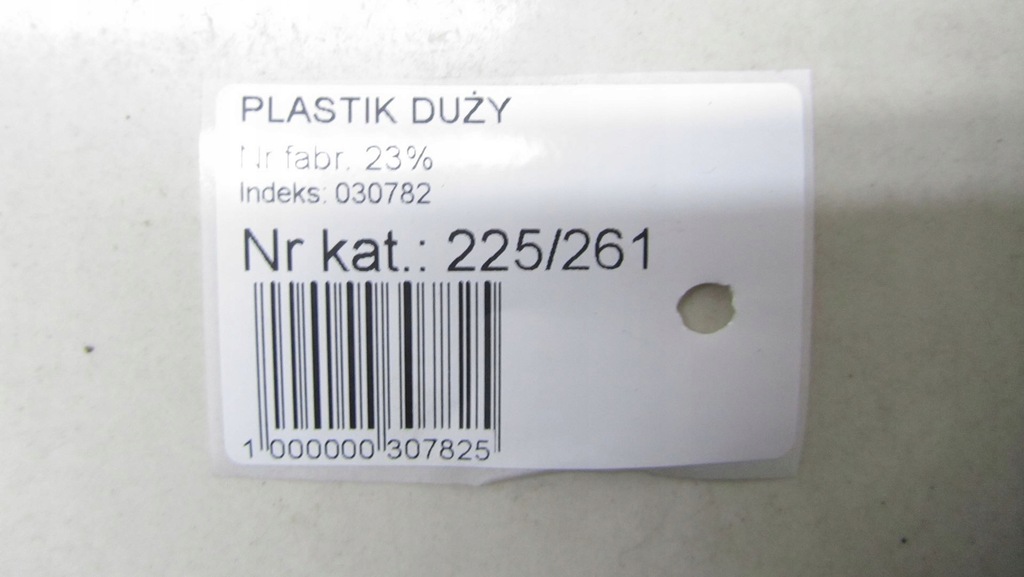 PLASTIK DUŻY
Nr fabr. 23%
Indeks: 030782
Nr kat.: 225/261
1 000000 307825